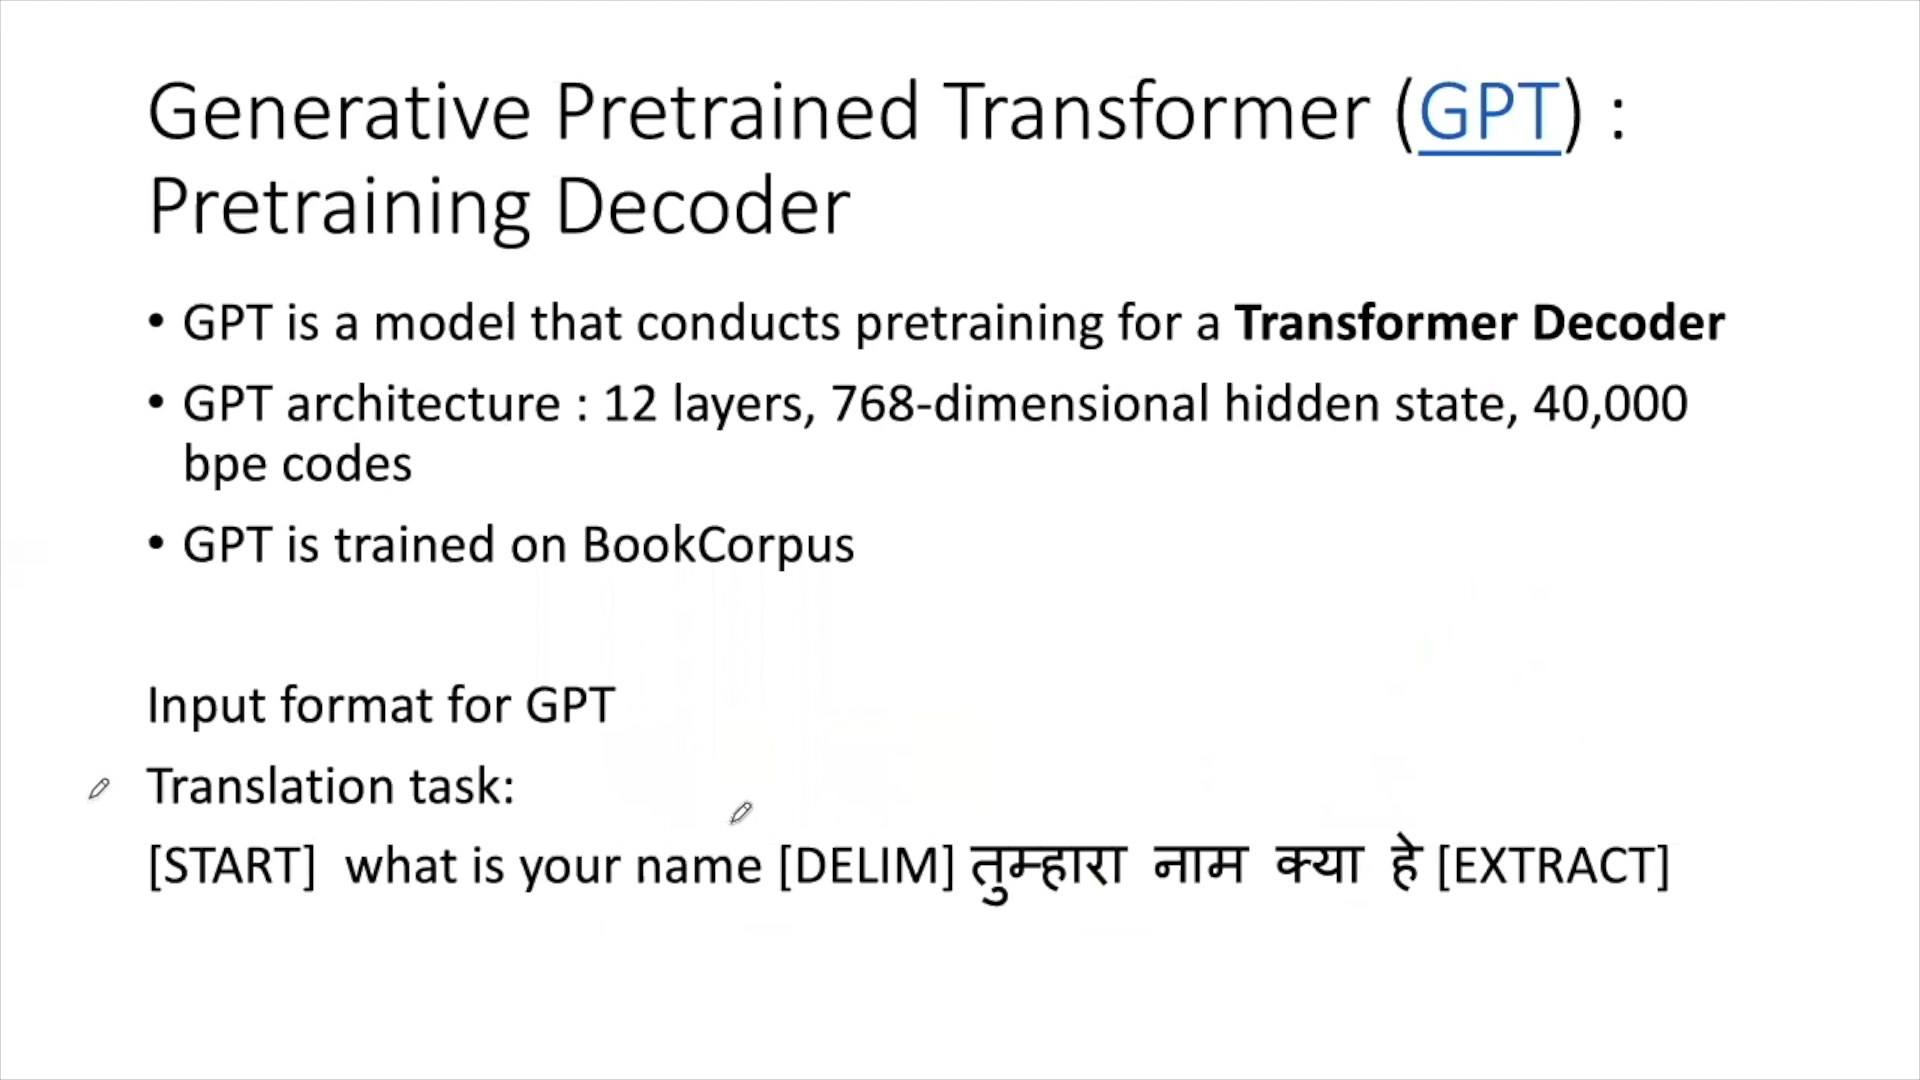 Generative Pretrained Transformer (GPT) :
Pretraining Decoder
• GPT is a model that conducts pretraining for a Transformer Decoder
• GPT architecture : 12 layers, 768-dimensional hidden state, 40,000
bpe codes
• GPT is trained on BookCorpus
Input format for GPT
Translation task:
[START] what is your name [DELIM] तुम्हारा नाम क्या हे [EXTRACT]